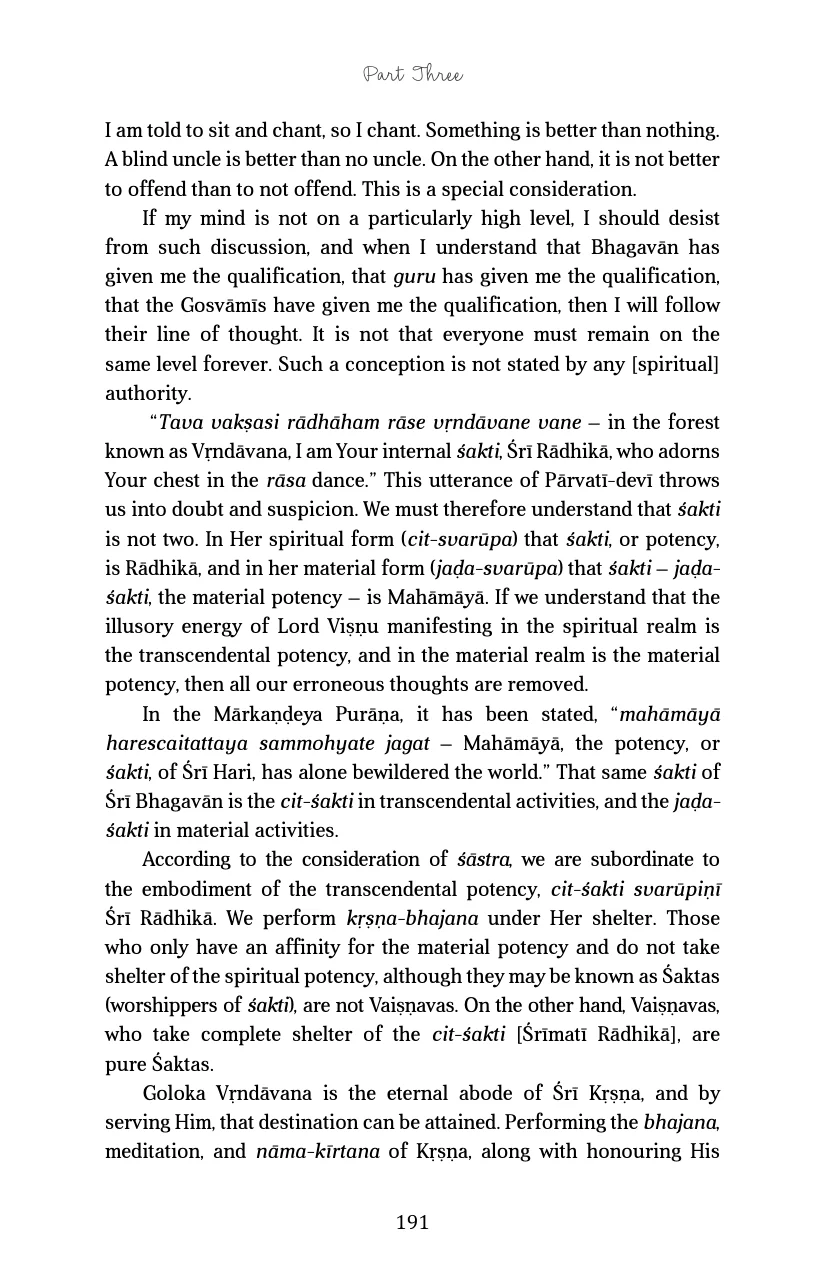 Part Three
I am told to sit and chant, so I chant. Something is better than nothing.
A blind uncle is better than no uncle. On the other hand, it is not better
to offend than to not offend. This is a special consideration.
If my mind is not on a particularly high level, I should desist
from such discussion, and when I understand that Bhagavān has
given me the qualification, that guru has given me the qualification,
that the Gosvāmīs have given me the qualification, then I will follow
their line of thought. It is not that everyone must remain on the
same level forever. Such a conception is not stated by any [spiritual]
authority.
“Tava vakṣasi rādhāham rāse vṛndāvane vane – in the forest
known as Vṛndāvana, I am Your internal śakti, Śrī Rādhikā, who adorns
Your chest in the rāsa dance.” This utterance of Pārvatī-devī throws
us into doubt and suspicion. We must therefore understand that śakti
is not two. In Her spiritual form (cit-svarūpa) that śakti, or potency,
is Rādhikā, and in her material form (jaḍa-svarūpa) that śakti – jaḍa-
śakti, the material potency – is Mahāmāyā. If we understand that the
illusory energy of Lord Viṣṇu manifesting in the spiritual realm is
the transcendental potency, and in the material realm is the material
potency, then all our erroneous thoughts are removed.
In the Mārkaṇḍeya Purāṇa, it has been stated, “mahāmāyā
harescaitattaya sammohyate jagat – Mahāmāyā, the potency, or
śakti, of Śrī Hari, has alone bewildered the world.” That same śakti of
Śrī Bhagavān is the cit-śakti in transcendental activities, and the jaḍa-
śakti in material activities.
According to the consideration of śāstra, we are subordinate to
the embodiment of the transcendental potency, cit-śakti svarūpiṇī
Śrī Rādhikā. We perform kṛṣṇa-bhajana under Her shelter. Those
who only have an affinity for the material potency and do not take
shelter of the spiritual potency, although they may be known as Śaktas
(worshippers of śakti), are not Vaiṣṇavas. On the other hand, Vaiṣṇavas,
who take complete shelter of the cit-śakti [Śrīmatī Rādhikā], are
pure Śaktas.
Goloka Vṛndāvana is the eternal abode of Śrī Kṛṣṇa, and by
serving Him, that destination can be attained. Performing the bhajana,
meditation, and nāma-kīrtana of Kṛṣṇa, along with honouring His
191